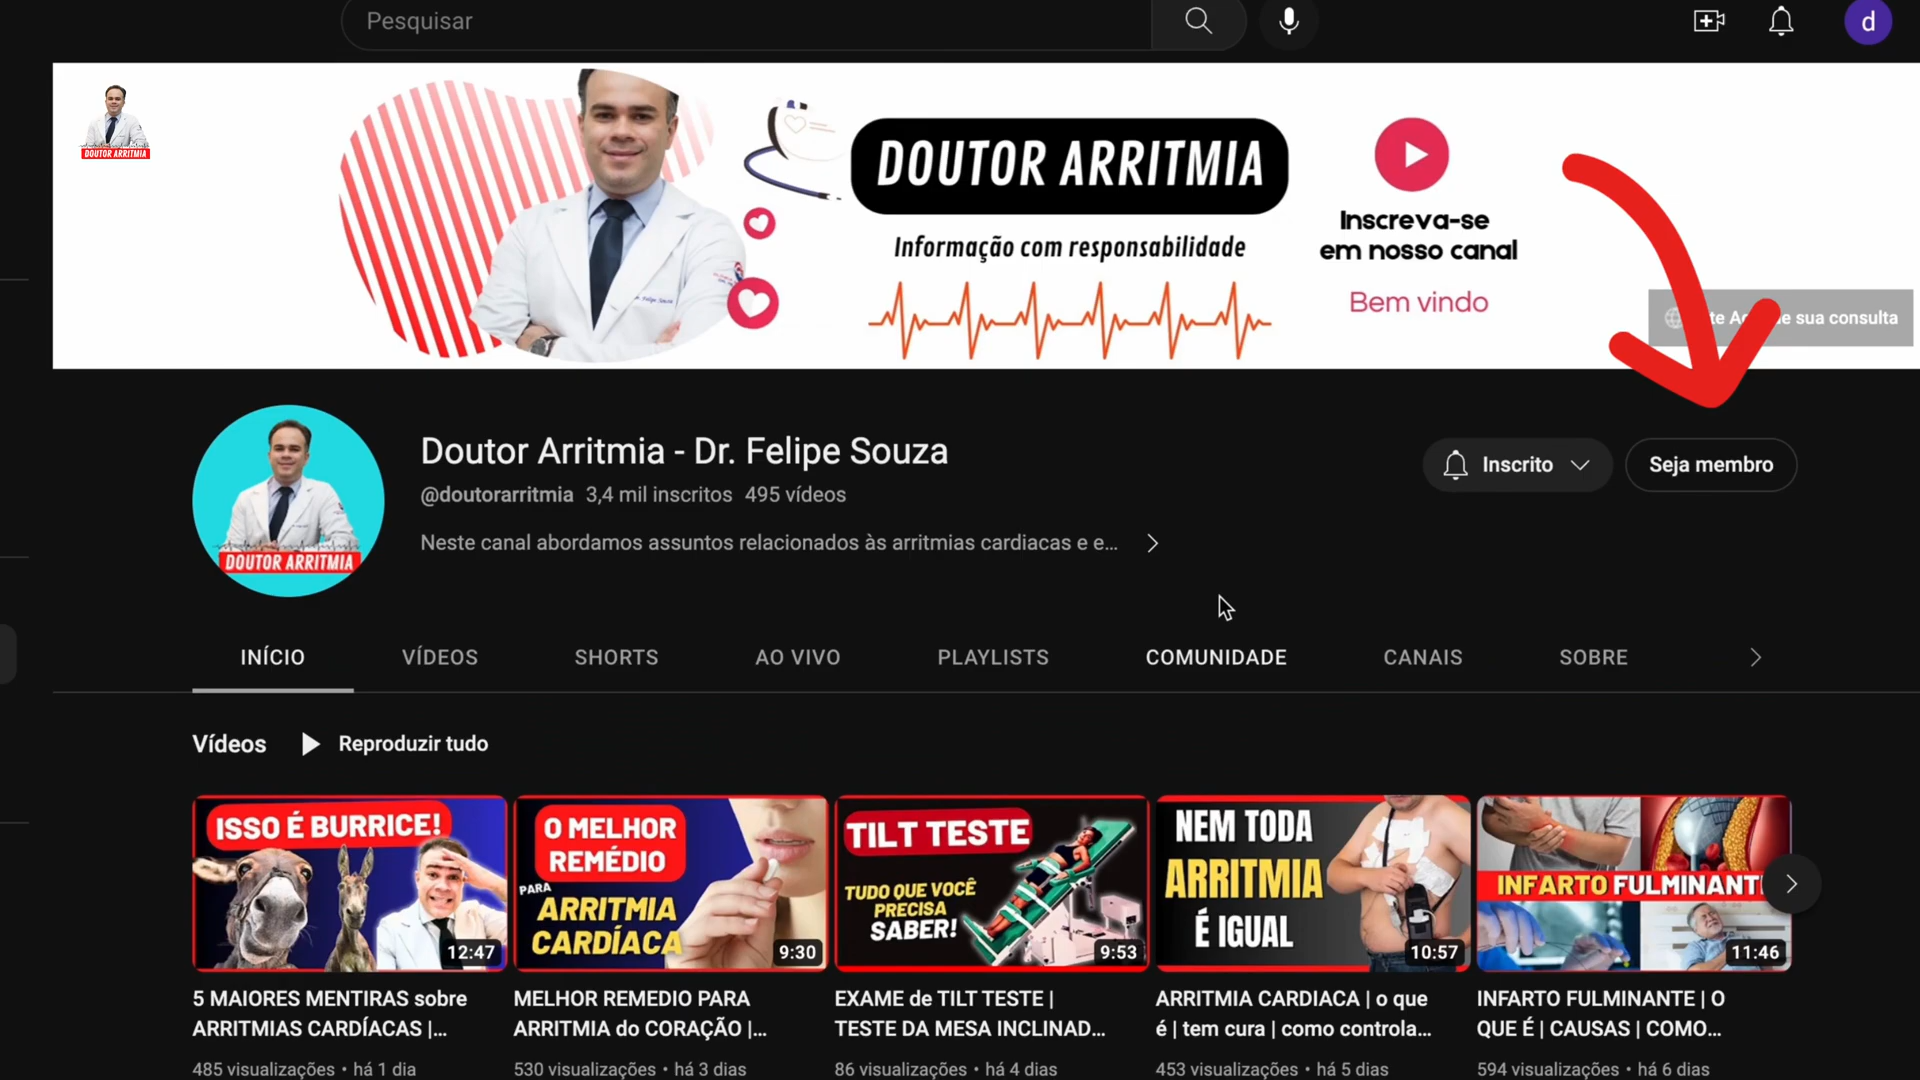 Pesquisar
d
DOUTOR ARRITMIA
DOUTOR ARRITMIA
Informação com responsabilidade
Inscreva-se
em nosso canal
Bem vindo
sua consulta
DOUTOR ARRITMIA
Doutor Arritmia - Dr. Felipe Souza
@doutorarritmia 3,4 mil inscritos 495 vídeos
Neste canal abordamos assuntos relacionados às arritmias cardiacas e e...
Inscrito
Seja membro
INÍCIO VÍDEOS SHORTS AO VIVO PLAYLISTS COMUNIDADE CANAIS SOBRE
Vídeos Reproduzir tudo
ISSO É BURRICE!
12:47
O MELHOR
REMÉDIO
PARA
ARRITMIA
CARDÍACA
9:30
TILT TESTE
TUDO QUE VOCÊ
PRECISA
SABER!
9:53
NEM TODA
ARRITMIA
É IGUAL
10:57
INFARTO FULMINANT
11:46
5 MAIORES MENTIRAS sobre
ARRITMIAS CARDÍACAS |...
485 visualizações • há 1 dia
MELHOR REMEDIO PARA
ARRITMIA do CORAÇÃO |...
530 visualizações • há 3 dias
EXAME de TILT TESTE |
TESTE DA MESA INCLINAD...
86 visualizações • há 4 dias
ARRITMIA CARDIACA | o que
é | tem cura | como controla...
453 visualizações • há 5 dias
INFARTO FULMINANTE | O
QUE É | CAUSAS | COMO...
594 visualizações • há 6 dias